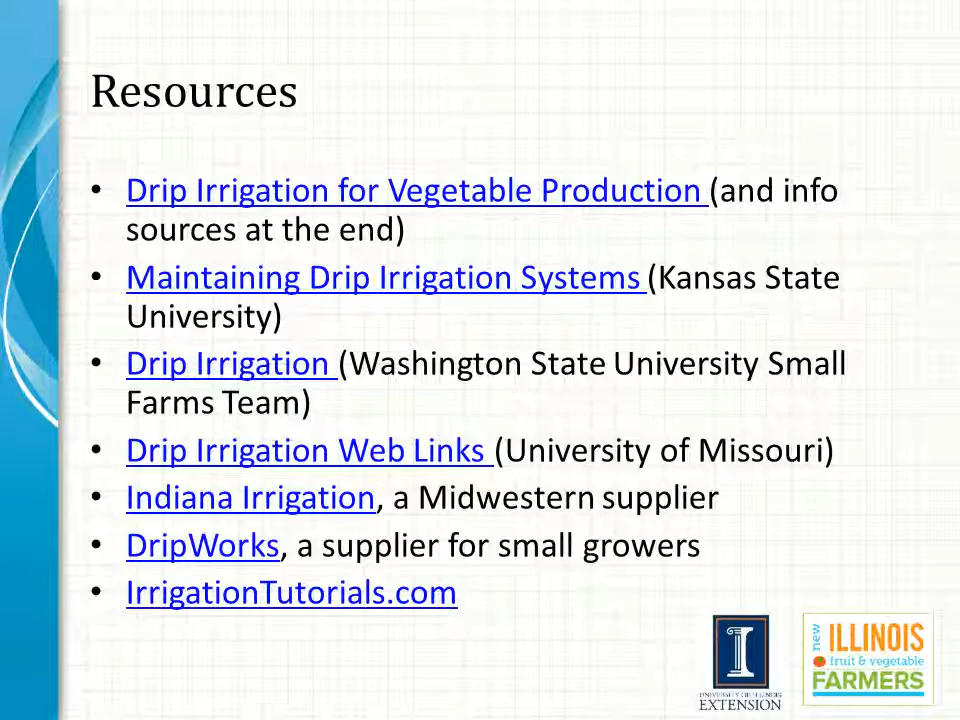 Resources
• Drip Irrigation for Vegetable Production (and info
sources at the end)
• Maintaining Drip Irrigation Systems (Kansas State
University)
• Drip Irrigation (Washington State University Small
Farms Team)
• Drip Irrigation Web Links (University of Missouri)
• Indiana Irrigation, a Midwestern supplier
• DripWorks, a supplier for small growers
• IrrigationTutorials.com
I
UNIVERSITY OF ILLINOIS
EXTENSION
new
ILLINOIS
fruit & vegetable
FARMERS